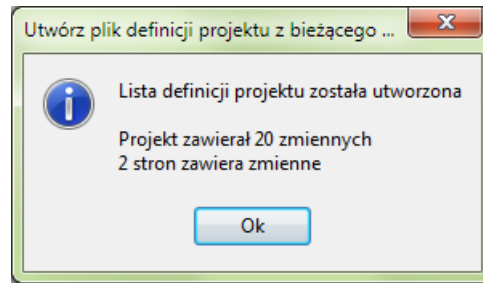 Utwórz plik definicji projektu z bieżącego ...
Lista definicji projektu została utworzona
Projekt zawierał 20 zmiennych
2 stron zawiera zmienne
Ok